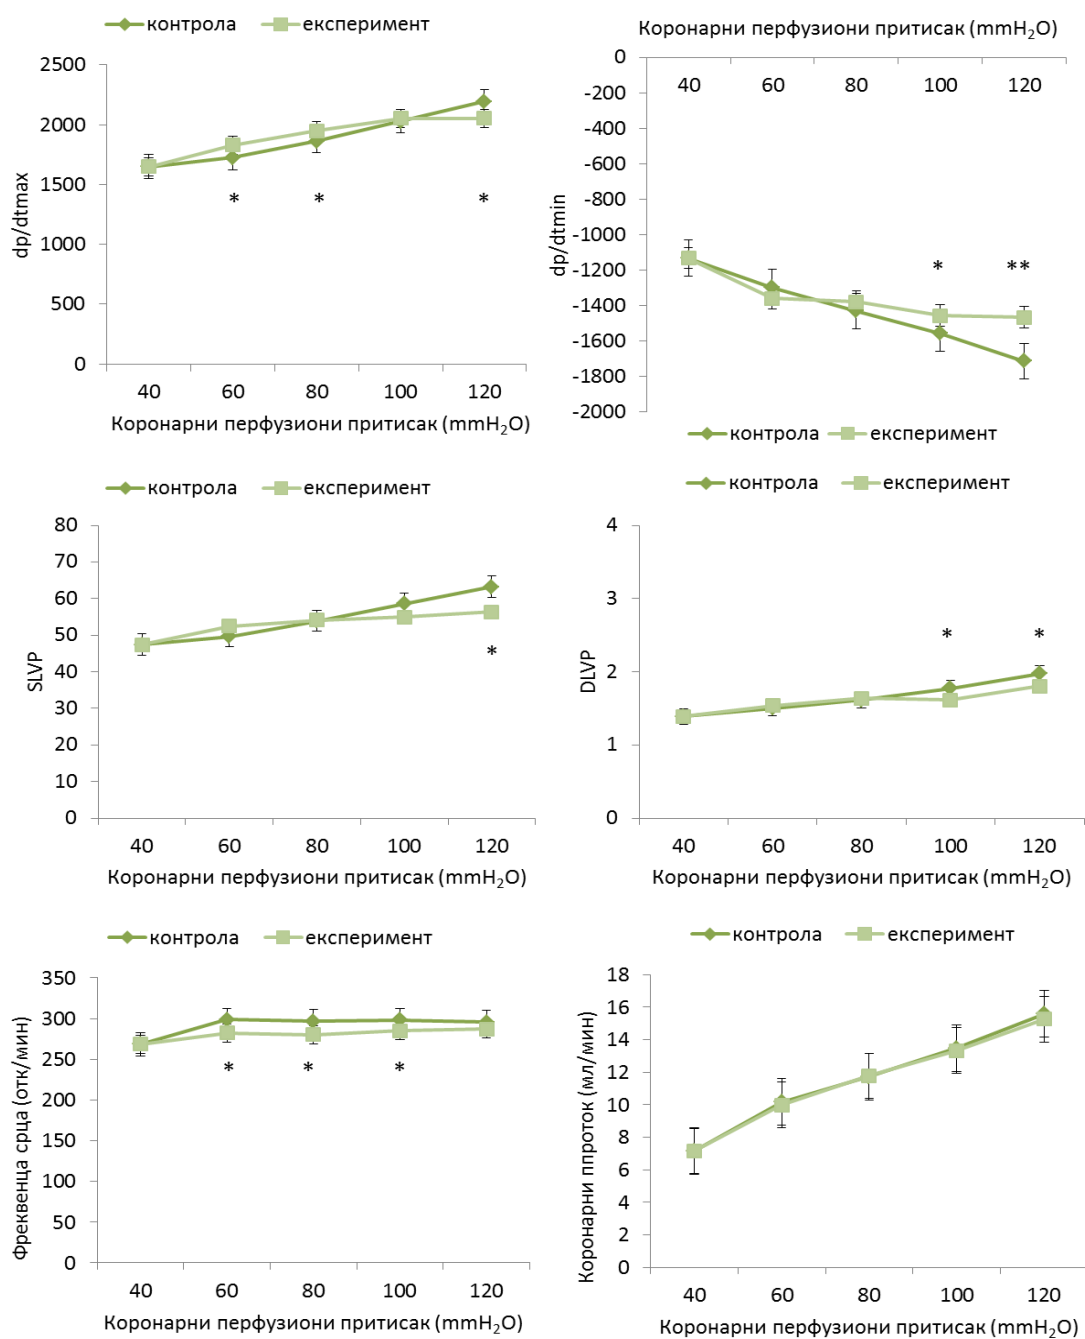 контрола експеримент
2500
2000
1500
1000
500
0
dp/dtmax
* * *
40 60 80 100 120
Коронарни перфузиони притисак (mmH₂O)
Коронарни перфузиони притисак (mmH₂O)
0
-200
-400
-600
-800
-1000
-1200
-1400
-1600
-1800
-2000
dp/dtmin
40 60 80 100 120
* **
контрола експеримент
контрола експеримент
80
70
60
50
40
30
20
10
0
SLVP
*
40 60 80 100 120
Коронарни перфузиони притисак (mmH₂O)
контрола експеримент
4
3
2
1
0
DLVP
* *
40 60 80 100 120
Коронарни перфузиони притисак (mmH₂O)
контрола експеримент
350
300
250
200
150
100
50
0
Фреквенца срца (отк/мин)
* * *
40 60 80 100 120
Коронарни перфузиони притисак (mmH₂O)
контрола експеримент
18
16
14
12
10
8
6
4
2
0
Коронарни ппроток (мл/мин)
40 60 80 100 120
Коронарни перфузиони притисак (mmH₂O)